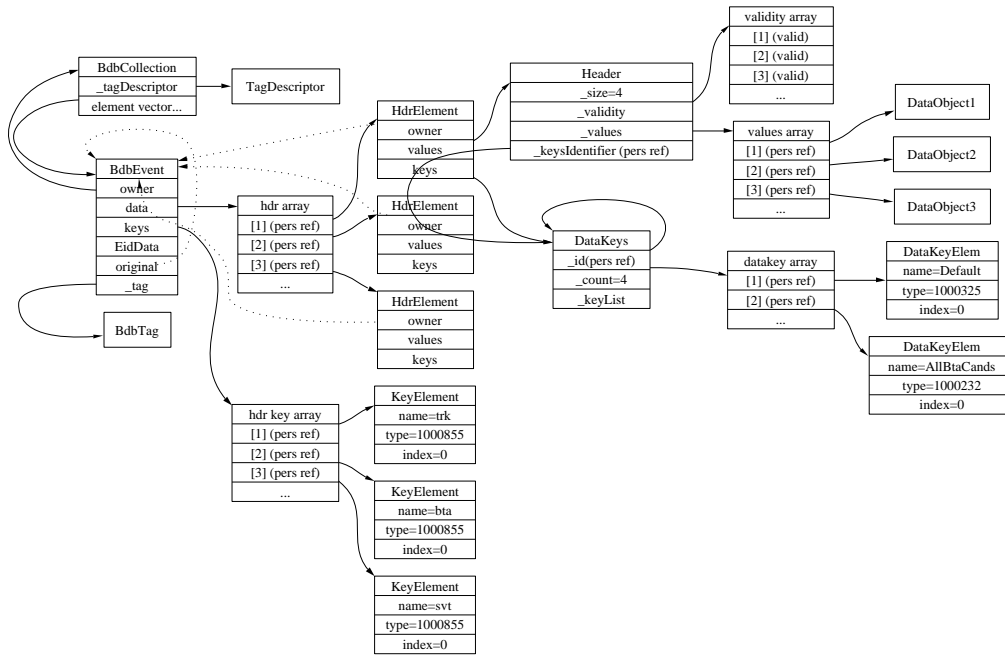 BdbCollection
_tagDescriptor
element vector...
TagDescriptor
BdbEvent
owner
data
keys
EidData
original
_tag
BdbTag
hdr array
[1] (pers ref)
[2] (pers ref)
[3] (pers ref)
...
HdrElement
owner
values
keys
HdrElement
owner
values
keys
HdrElement
owner
values
keys
hdr key array
[1] (pers ref)
[2] (pers ref)
[3] (pers ref)
...
KeyElement
name=trk
type=1000855
index=0
KeyElement
name=bta
type=1000855
index=0
KeyElement
name=svt
type=1000855
index=0
Header
_size=4
_validity
_values
_keysIdentifier (pers ref)
DataKeys
_id(pers ref)
_count=4
_keyList
validity array
[1] (valid)
[2] (valid)
[3] (valid)
...
values array
[1] (pers ref)
[2] (pers ref)
[3] (pers ref)
...
DataObject1
DataObject2
DataObject3
datakey array
[1] (pers ref)
[2] (pers ref)
...
DataKeyElem
name=Default
type=1000325
index=0
DataKeyElem
name=AllBtaCands
type=1000232
index=0